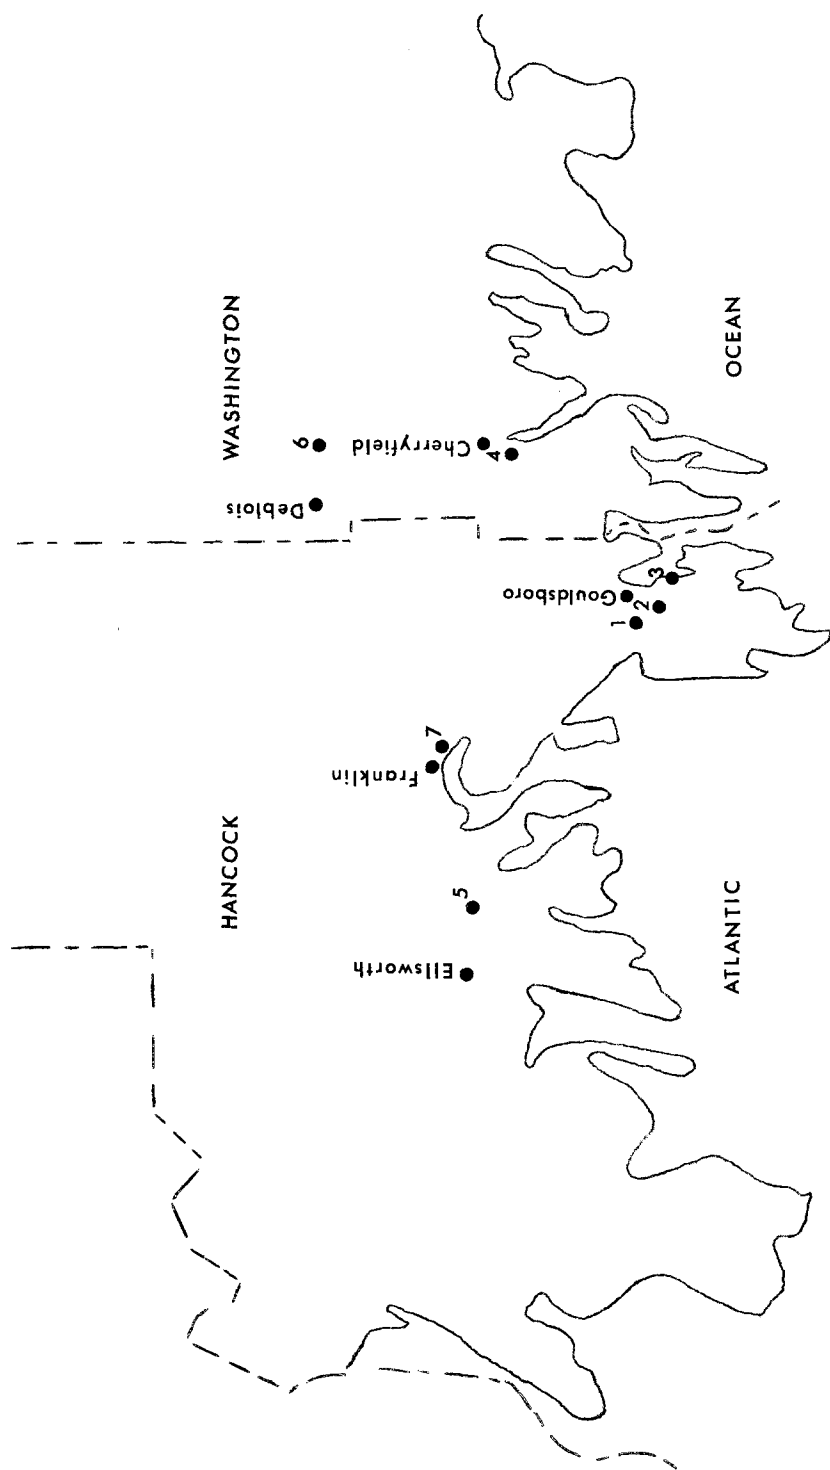 WASHINGTON
HANCOCK
6
Deblois
Cherryfield
4
3
Gouldsboro
2
1
7
Franklin
5
Ellsworth
OCEAN
ATLANTIC